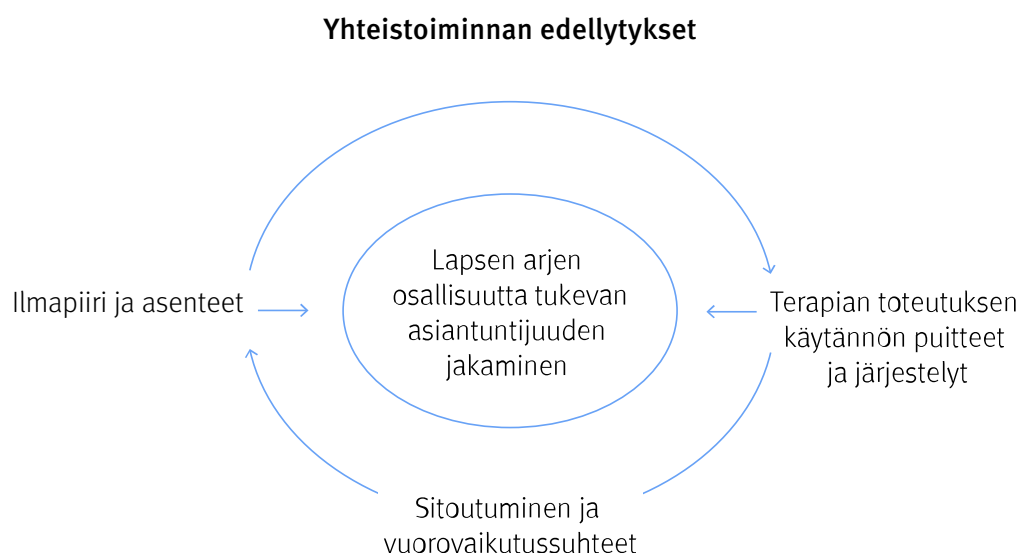 Yhteistoiminnan edellytykset
Ilmapiiri ja asenteet
Lapsen arjen
osallisuutta tukevan
asiantuntijuuden
jakaminen
Terapian toteutuksen
käytännön puitteet
ja järjestelyt
Sitoutuminen ja
vuorovaikutussuhteet